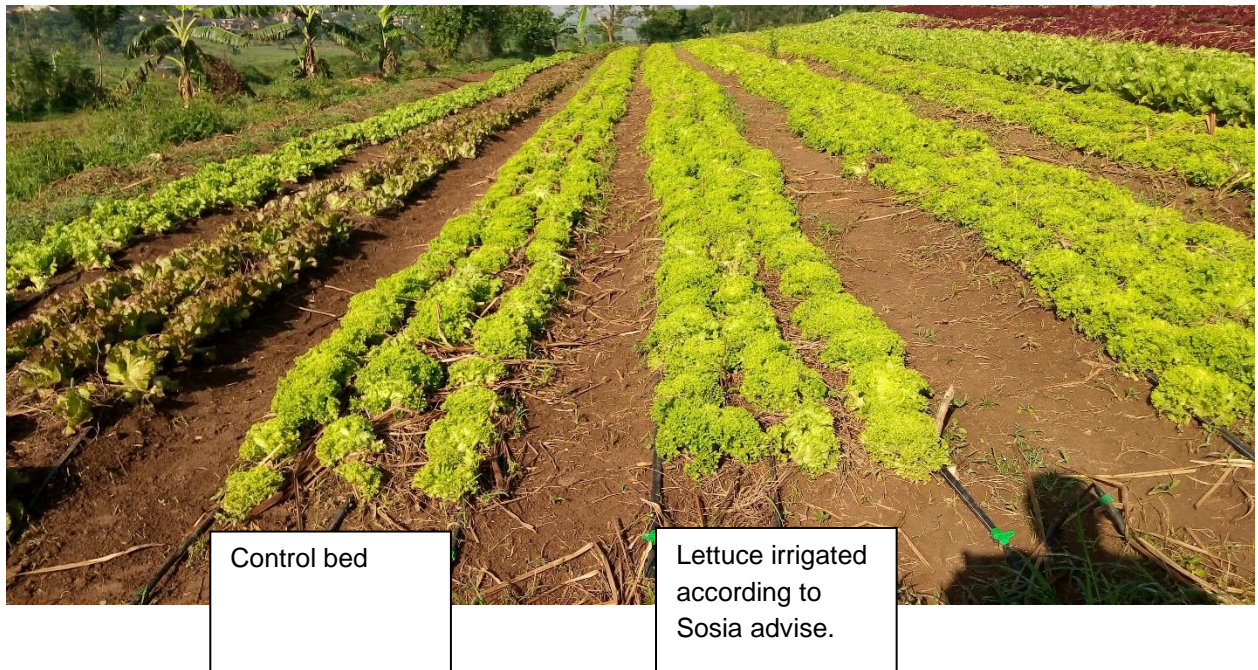 Control bed
Lettuce irrigated
according to
Sosia advise.